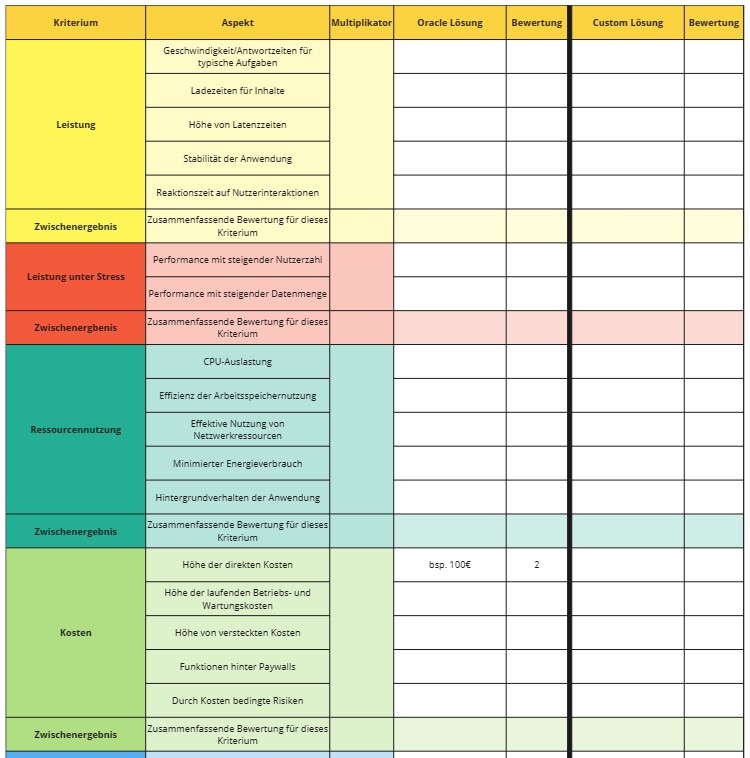 Kriterium Aspekt Multiplikator Oracle Lösung Bewertung Custom Lösung Bewertung
Leistung
Geschwindigkeit/Antwortzeiten für
typische Aufgaben
Ladezeiten für Inhalte
Höhe von Latenzzeiten
Stabilität der Anwendung
Reaktionszeit auf Nutzerinteraktionen
Zwischenergebnis
Zusammenfassende Bewertung für dieses
Kriterium
Leistung unter Stress
Performance mit steigender Nutzerzahl
Performance mit steigender Datenmenge
Zwischenergbenis
Zusammenfassende Bewertung für dieses
Kriterium
Ressourcennutzung
CPU-Auslastung
Effizienz der Arbeitsspeichernutzung
Effektive Nutzung von
Netzwerkressourcen
Minimierter Energieverbrauch
Hintergrundverhalten der Anwendung
Zwischenergebnis
Zusammenfassende Bewertung für dieses
Kriterium
Kosten
Höhe der direkten Kosten bsp. 100€ 2
Höhe der laufenden Betriebs- und
Wartungskosten
Höhe von versteckten Kosten
Funktionen hinter Paywalls
Durch Kosten bedingte Risiken
Zwischenergebnis
Zusammenfassende Bewertung für dieses
Kriterium